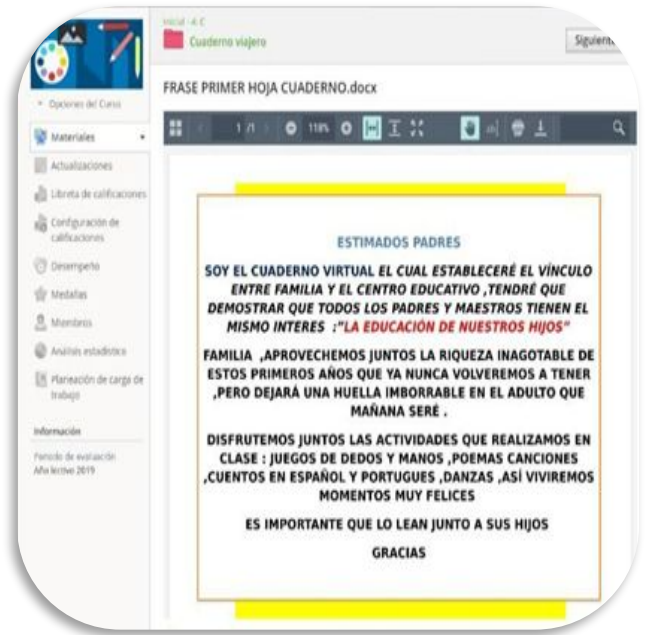 Inicial - 4: C
Cuaderno viajero
Siguiente
FRASE PRIMER HOJA CUADERNO.docx
Opciones del Curso
Materiales
Actualizaciones
Libreta de calificaciones
Configuración de
calificaciones
Desempeño
Medallas
Miembros
Análisis estadístico
Planeación de carga de
trabajo
Información
Periodo de evaluación
Año lectivo 2019
1 /1
118%
ESTIMADOS PADRES
SOY EL CUADERNO VIRTUAL EL CUAL ESTABLECERÉ EL VÍNCULO
ENTRE FAMILIA Y EL CENTRO EDUCATIVO ,TENDRÉ QUE
DEMOSTRAR QUE TODOS LOS PADRES Y MAESTROS TIENEN EL
MISMO INTERES :"LA EDUCACIÓN DE NUESTROS HIJOS"
FAMILIA ,APROVECHEMOS JUNTOS LA RIQUEZA INAGOTABLE DE
ESTOS PRIMEROS AÑOS QUE YA NUNCA VOLVEREMOS A TENER
,PERO DEJARÁ UNA HUELLA IMBORRABLE EN EL ADULTO QUE
MAÑANA SERÉ .
DISFRUTEMOS JUNTOS LAS ACTIVIDADES QUE REALIZAMOS EN
CLASE : JUEGOS DE DEDOS Y MANOS ,POEMAS CANCIONES
,CUENTOS EN ESPAÑOL Y PORTUGUES ,DANZAS ,ASÍ VIVIREMOS
MOMENTOS MUY FELICES
ES IMPORTANTE QUE LO LEAN JUNTO A SUS HIJOS
GRACIAS